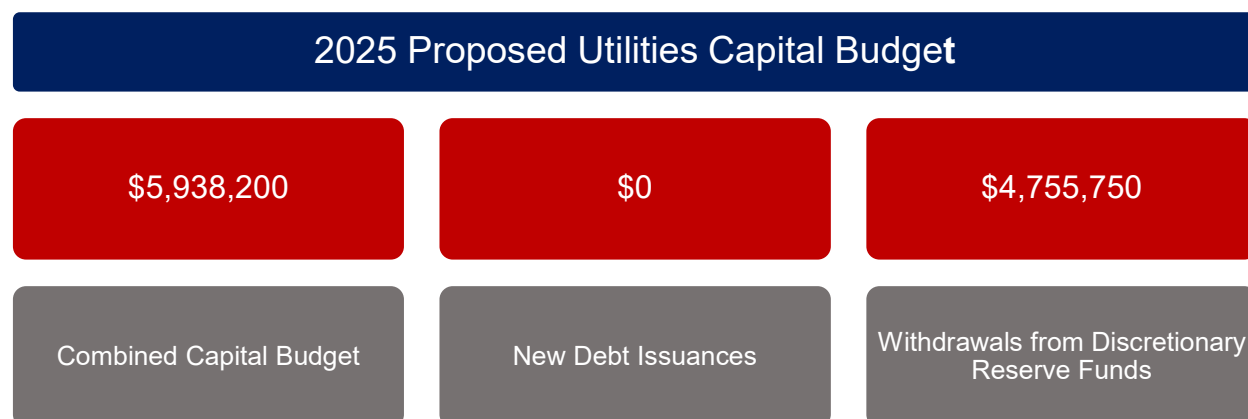 2025 Proposed Utilities Capital Budget
$5,938,200
$0
$4,755,750
Combined Capital Budget
New Debt Issuances
Withdrawals from Discretionary
Reserve Funds